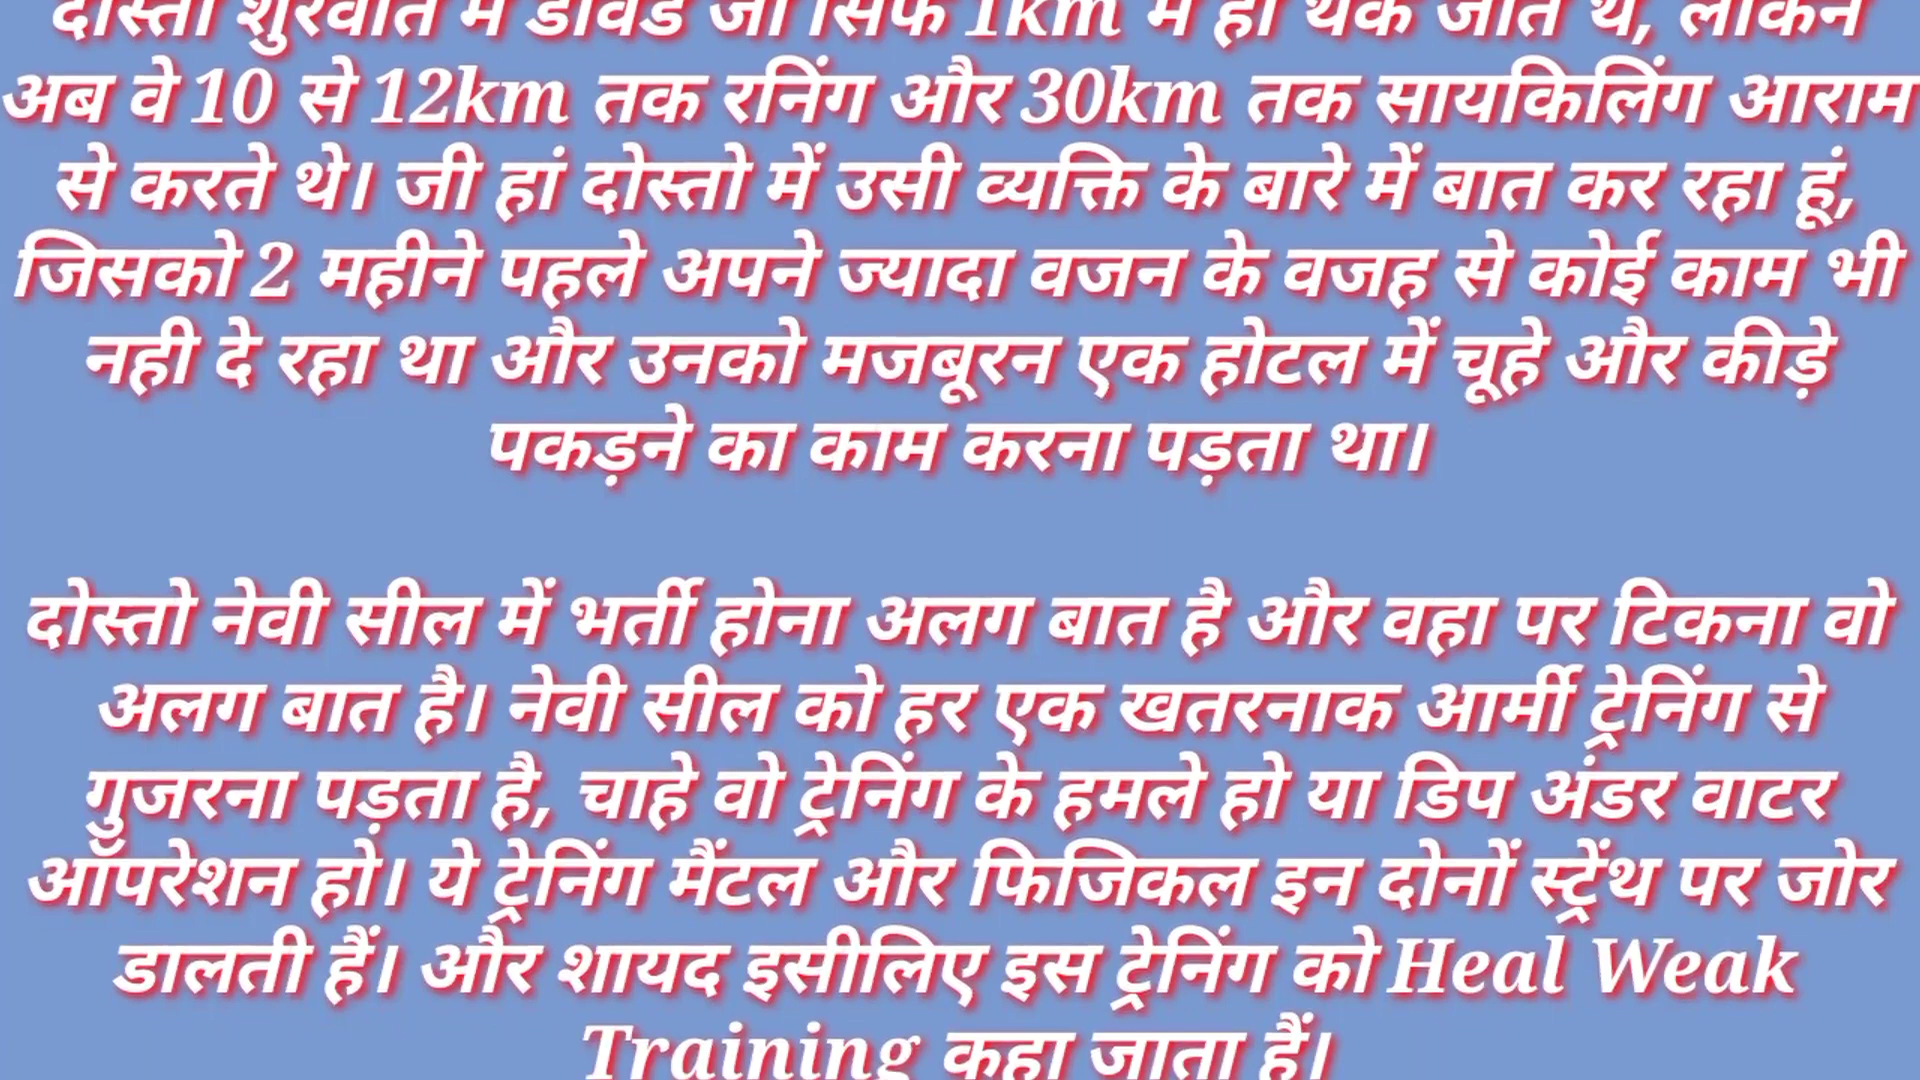 दोस्तो शुरवात में डेविड जी सिर्फ 1km में ही थक जाते थे, लेकिन
अब वे 10 से 12km तक रनिंग और 30km तक सायकिलिंग आराम
से करते थे। जी हां दोस्तो में उसी व्यक्ति के बारे में बात कर रहा हूं,
जिसको 2 महीने पहले अपने ज्यादा वजन के वजह से कोई काम भी
नही दे रहा था और उनको मजबूरन एक होटल में चूहे और कीड़े
पकड़ने का काम करना पड़ता था।
दोस्तो नेवी सील में भर्ती होना अलग बात है और वहा पर टिकना वो
अलग बात है। नेवी सील को हर एक खतरनाक आर्मी ट्रेनिंग से
गुजरना पड़ता है, चाहे वो ट्रेनिंग के हमले हो या डिप अंडर वाटर
ऑपरेशन हो। ये ट्रेनिंग मैंटल और फिजिकल इन दोनों स्ट्रेंथ पर जोर
डालती हैं। और शायद इसीलिए इस ट्रेनिंग को Heal Weak
Training कहा जाता हैं।